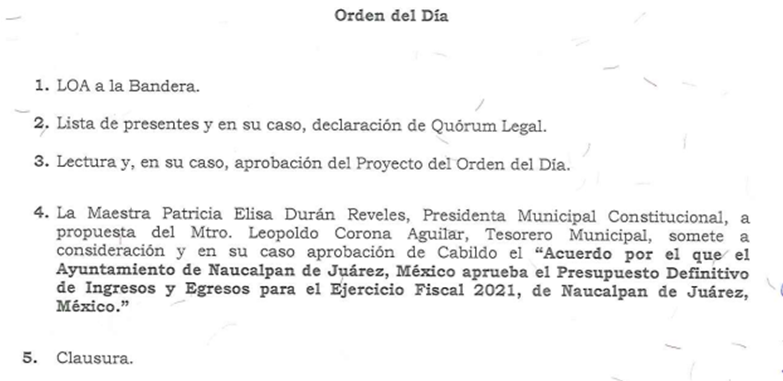 Orden del Día
1. LOA a la Bandera.
2. Lista de presentes y en su caso, declaración de Quórum Legal.
3. Lectura y, en su caso, aprobación del Proyecto del Orden del Día.
4. La Maestra Patricia Elisa Durán Reveles, Presidenta Municipal Constitucional, a
propuesta del Mtro. Leopoldo Corona Aguilar, Tesorero Municipal, somete a
consideración y en su caso aprobación de Cabildo el “Acuerdo por el que el
Ayuntamiento de Naucalpan de Juárez, México aprueba el Presupuesto Definitivo
de Ingresos y Egresos para el Ejercicio Fiscal 2021, de Naucalpan de Juárez,
México.”
5. Clausura.